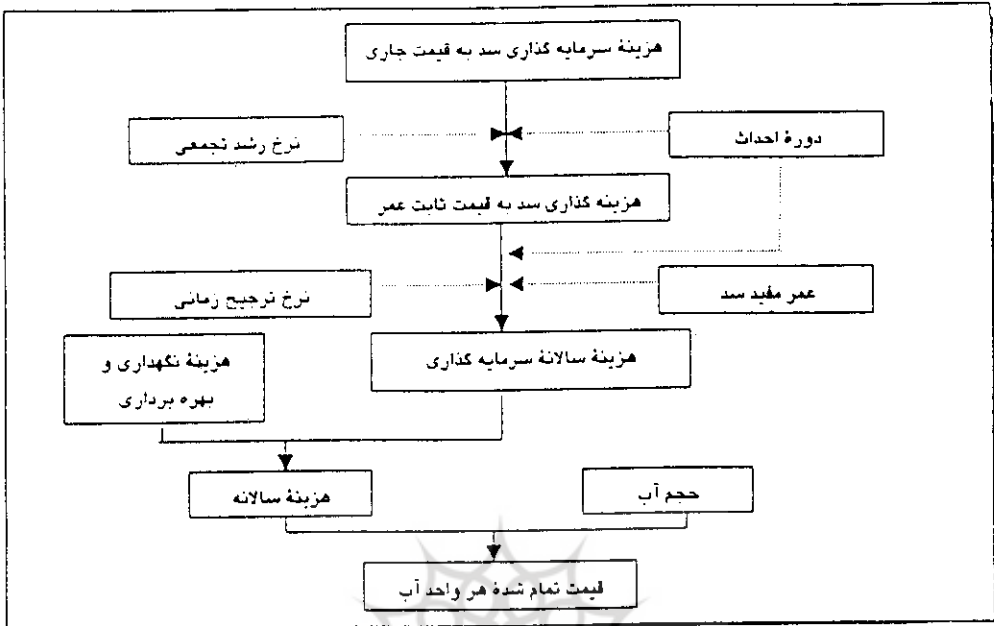 هزینهٔ سرمایه گذاری سد به قیمت جاری
دورهٔ احداث
نرخ رشد تجمعی
هزینه گذاری سد به قیمت ثابت عمر
عمر مفید سد
نرخ ترجیح زمانی
هزینهٔ سالانهٔ سرمایه گذاری
هزینهٔ نگهداری و
بهره برداری
حجم آب
هزینهٔ سالانه
قیمت تمام شدهٔ هر واحد آب